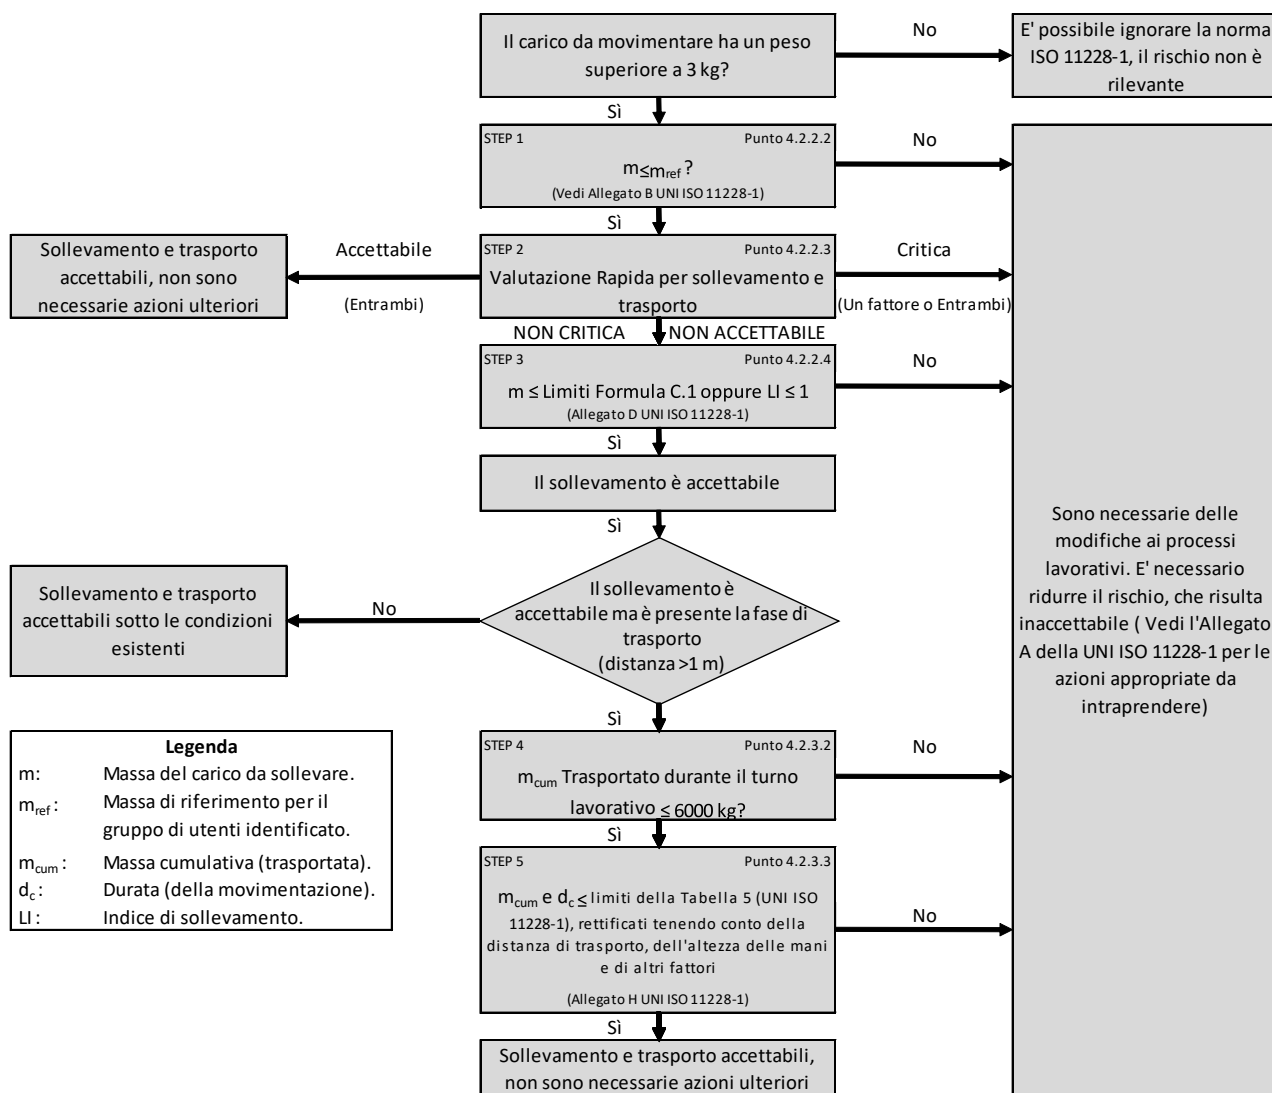 Il carico da movimentare ha un peso
superiore a 3 kg?
No
E' possibile ignorare la norma
ISO 11228-1, il rischio non è
rilevante
Sì
STEP 1 Punto 4.2.2.2
m≤mref ?
(Vedi Allegato B UNI ISO 11228-1)
No
Sì
Sollevamento e trasporto
accettabili, non sono
necessarie azioni ulteriori
Accettabile
(Entrambi)
STEP 2 Punto 4.2.2.3
Valutazione Rapida per sollevamento e
trasporto
Critica
(Un fattore o Entrambi)
NON CRITICA NON ACCETTABILE
STEP 3 Punto 4.2.2.4
m ≤ Limiti Formula C.1 oppure LI ≤ 1
(Allegato D UNI ISO 11228-1)
No
Sì
Il sollevamento è accettabile
Sì
Il sollevamento è
accettabile ma è presente la fase di
trasporto
(distanza >1 m)
No
Sollevamento e trasporto
accettabili sotto le condizioni
esistenti
Sono necessarie delle
modifiche ai processi
lavorativi. E' necessario
ridurre il rischio, che risulta
inaccettabile ( Vedi l'Allegato
A della UNI ISO 11228-1 per le
azioni appropriate da
intraprendere)
Sì
STEP 4 Punto 4.2.3.2
mcum Trasportato durante il turno
lavorativo ≤ 6000 kg?
No
Sì
STEP 5 Punto 4.2.3.3
mcum e dc ≤ limiti della Tabella 5 (UNI ISO
11228-1), rettificati tenendo conto della
distanza di trasporto, dell'altezza delle mani
e di altri fattori
(Allegato H UNI ISO 11228-1)
No
Sì
Sollevamento e trasporto accettabili,
non sono necessarie azioni ulteriori
Legenda
m: Massa del carico da sollevare.
mref : Massa di riferimento per il
gruppo di utenti identificato.
mcum : Massa cumulativa (trasportata).
dc : Durata (della movimentazione).
LI : Indice di sollevamento.